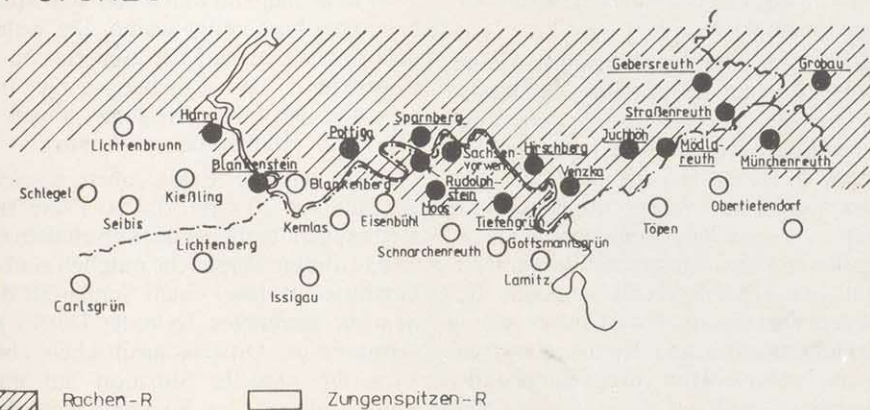 Gebersreuth
Grobau
Harra
Sparnberg
Straßenreuth
Lichtenbrunn
Pottiga
Hirschberg
Juchhöh
Blankenstein
Sachsen-
vorwerk
Mödla-
reuth
Münchenreuth
Schlegel
Kießling
Blankenberg
Rudolph-
stein
Venzka
Seibis
Moos
Obertietendorf
Kemlas
Eisenbühl
Tiefengrün
Töpen
Lichtenberg
Schnarchenreuth
Gottsmannsgrün
Carlsgrün
Issigau
Lamitz
Rachen-R
Zungenspitzen-R